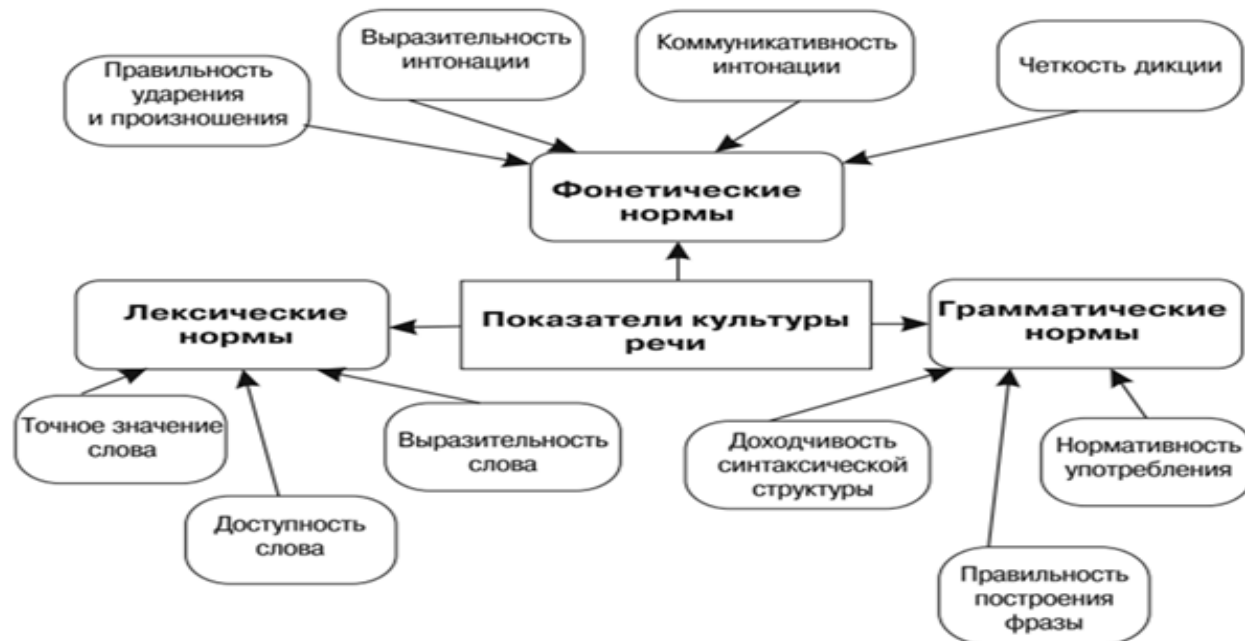 Правильность
ударения
и произношения
Выразительность
интонации
Коммуникативность
интонации
Четкость дикции
Фонетические
нормы
Лексические
нормы
Показатели культуры
речи
Грамматические
нормы
Точное значение
слова
Доступность
слова
Выразительность
слова
Доходчивость
синтаксической
структуры
Правильность
построения
фразы
Нормативность
употребления